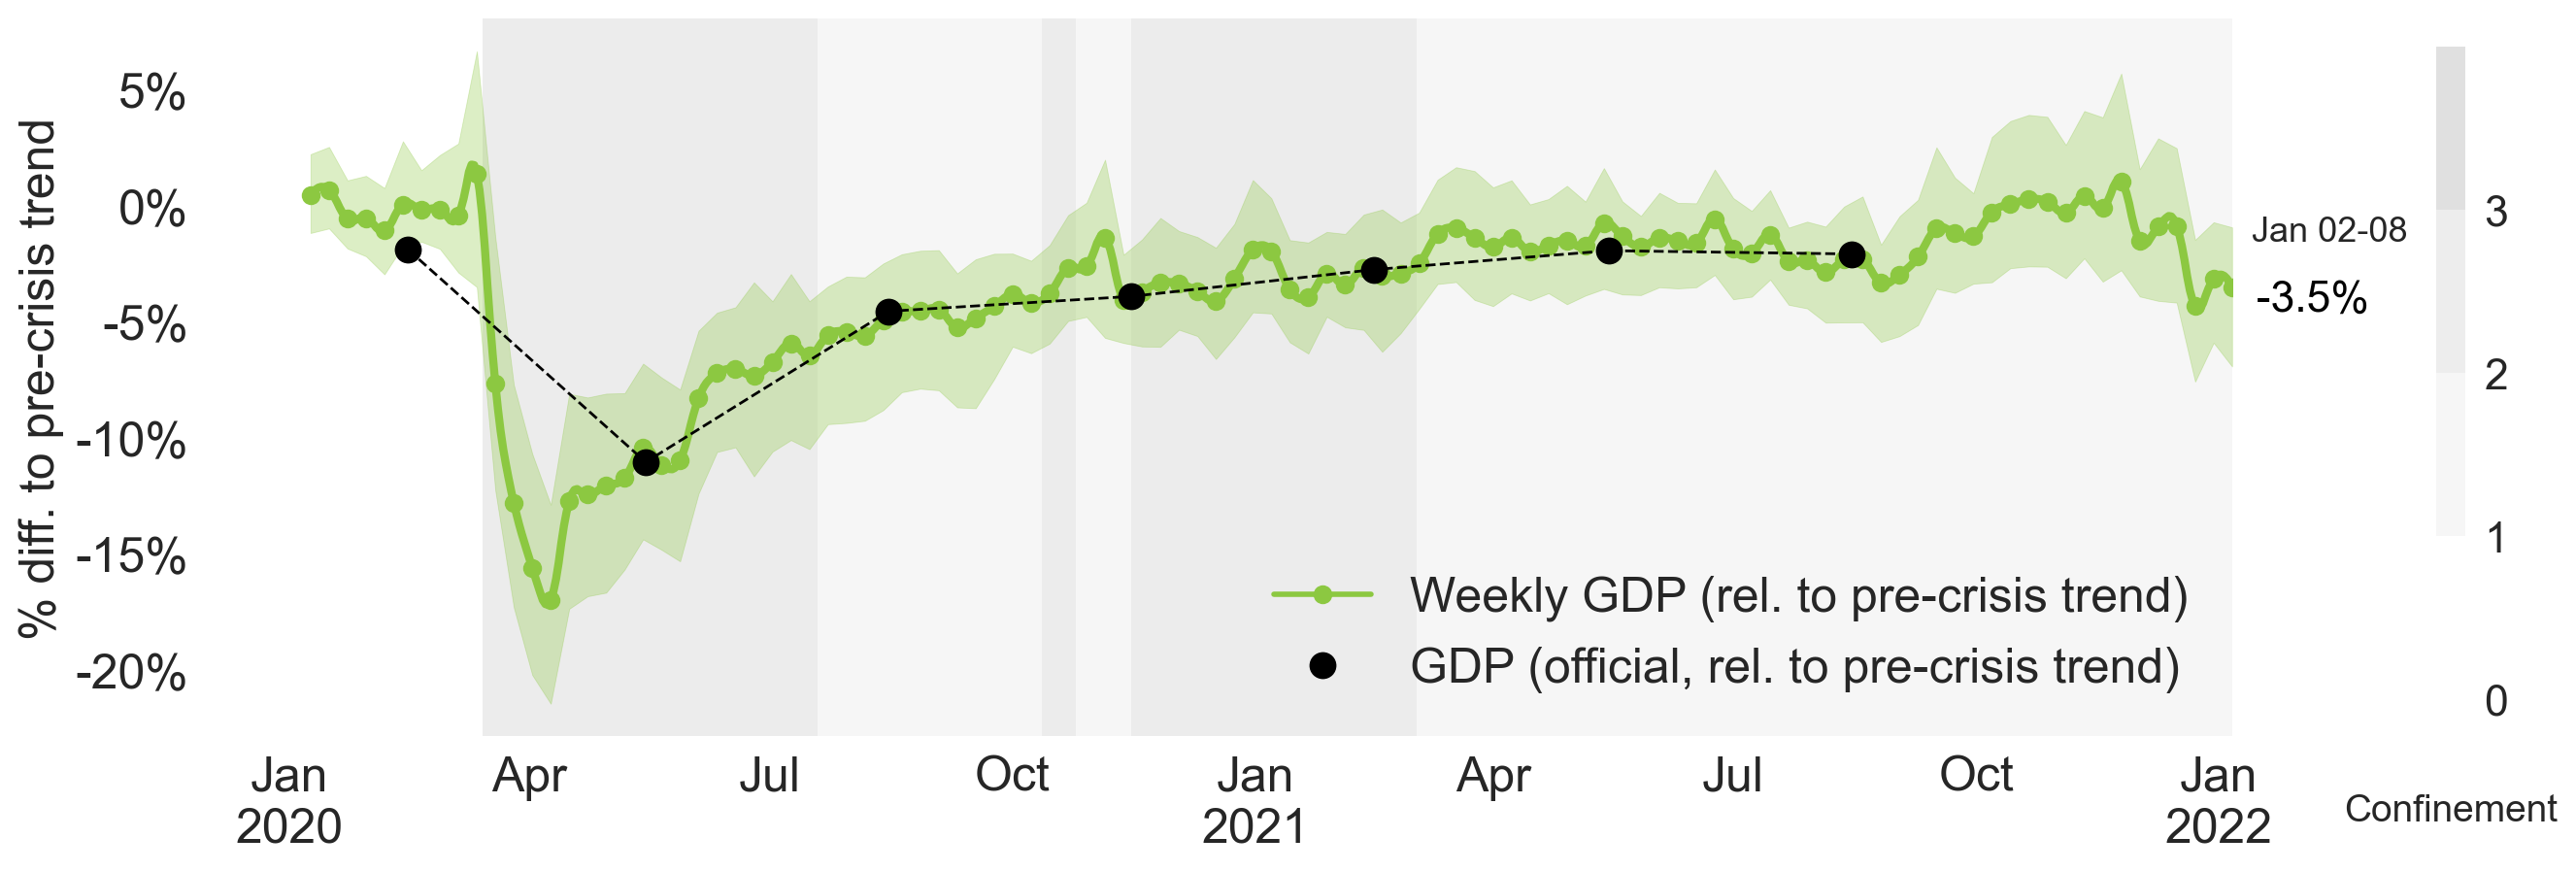 % diff. to pre-crisis trend
5%
0%
-5%
-10%
-15%
-20%
Jan
2020
Apr
Jul
Oct
Jan
2021
Apr
Jul
Oct
Jan
2022
Weekly GDP (rel. to pre-crisis trend)
GDP (official, rel. to pre-crisis trend)
Jan 02-08
-3.5%
3
2
1
0
Confinement